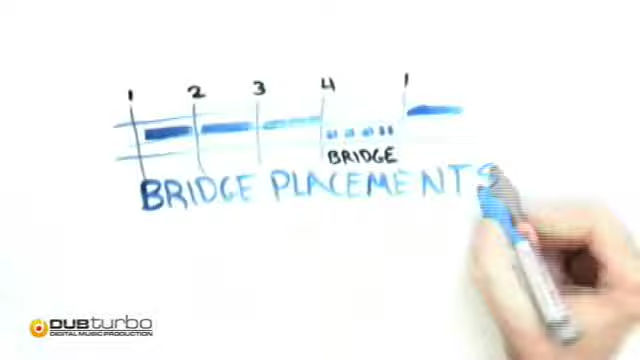 1 2 3 4 1
BRIDGE
BRIDGE PLACEMENTS
DUBTURBO
DIGITAL MUSIC PRODUCTION